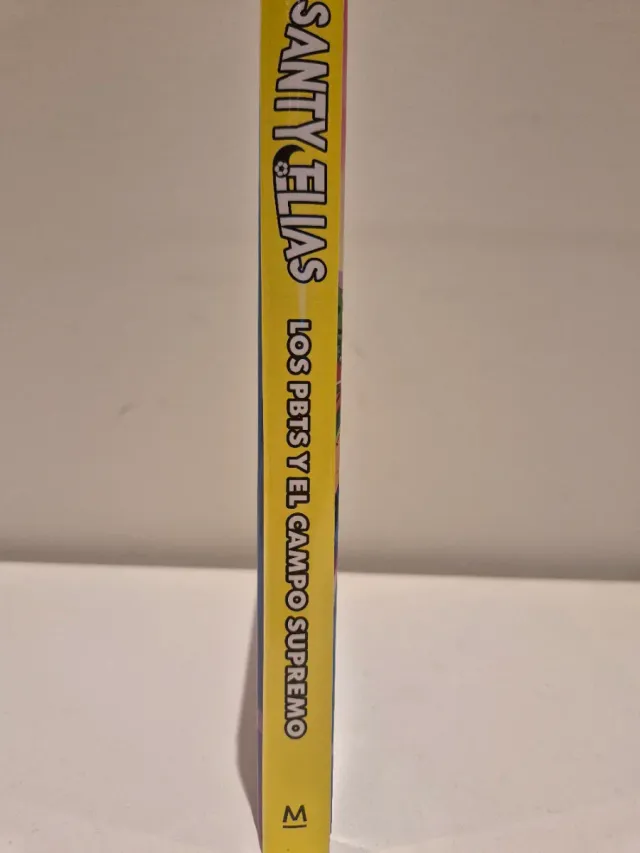 SANTY ELIAS
LOS PBTS Y EL CAMPO SUPREMO
M